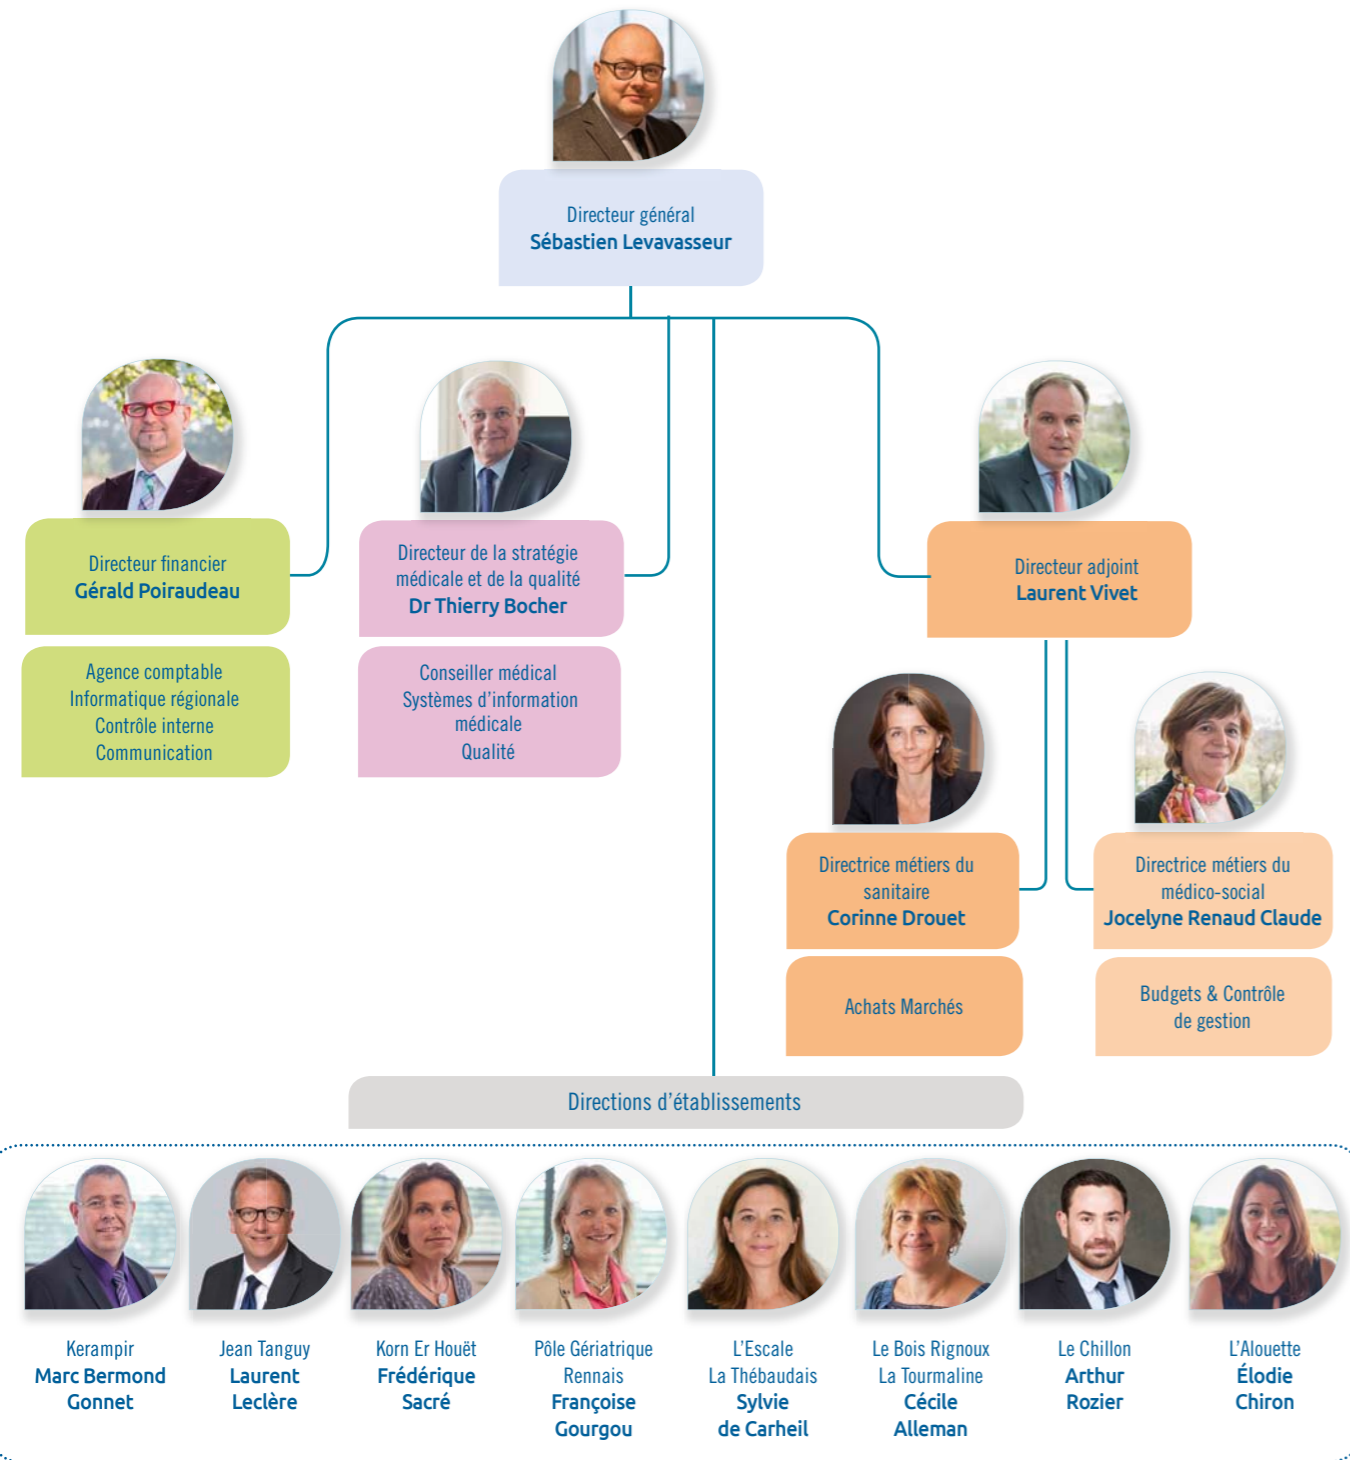 Directeur général
Sébastien Levavasseur
Directeur financier
Gérald Poiraudeau
Agence comptable
Informatique régionale
Contrôle interne
Communication
Directeur de la stratégie
médicale et de la qualité
Dr Thierry Bocher
Conseiller médical
Systèmes d’information
médicale
Qualité
Directeur adjoint
Laurent Vivet
Directrice métiers du
sanitaire
Corinne Drouet
Achats Marchés
Directrice métiers du
médico-social
Jocelyne Renaud Claude
Budgets & Contrôle
de gestion
Directions d’établissements
Kerampir
Marc Bermond
Gonnet
Jean Tanguy
Laurent
Leclère
Korn Er Houët
Frédérique
Sacré
Pôle Gériatrique
Rennais
Françoise
Gourgou
L’Escale
La Thébaudais
Sylvie
de Carheil
Le Bois Rignoux
La Tourmaline
Cécile
Alleman
Le Chillon
Arthur
Rozier
L’Alouette
Élodie
Chiron